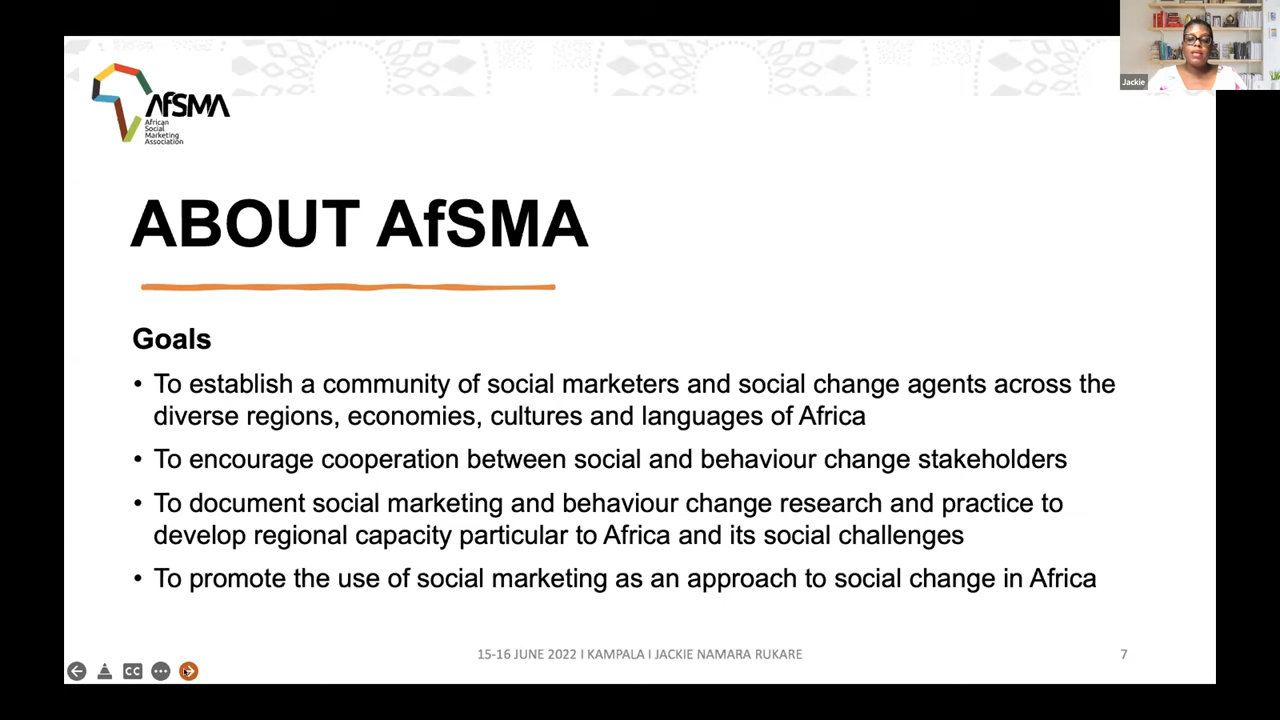 Jackie
AfSMA
African
Social
Marketing
Association
ABOUT AfSMA
Goals
• To establish a community of social marketers and social change agents across the
diverse regions, economies, cultures and languages of Africa
• To encourage cooperation between social and behaviour change stakeholders
• To document social marketing and behaviour change research and practice to
develop regional capacity particular to Africa and its social challenges
• To promote the use of social marketing as an approach to social change in Africa
15-16 JUNE 2022 I KAMPALA I JACKIE NAMARA RUKARE
7
CC